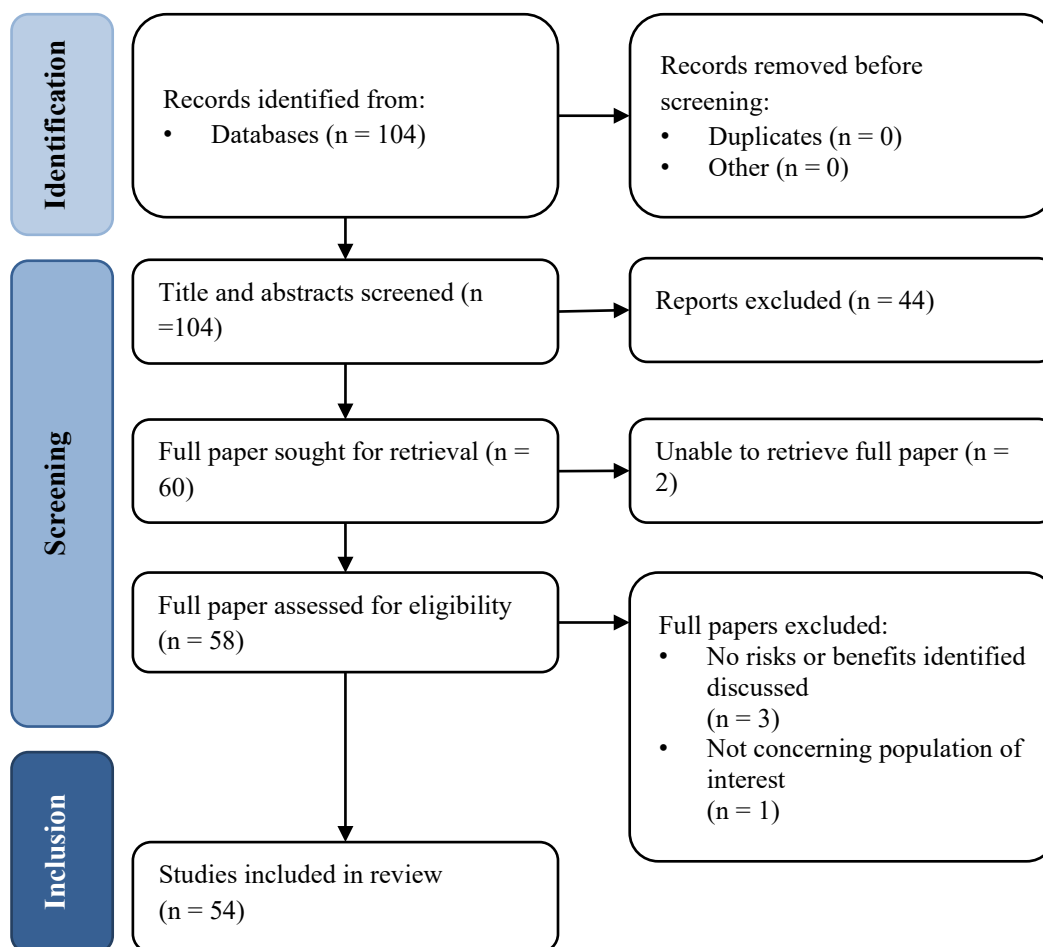 Identification
Records identified from:
• Databases (n = 104)
Records removed before
screening:
• Duplicates (n = 0)
• Other (n = 0)
Screening
Title and abstracts screened (n
=104)
Reports excluded (n = 44)
Full paper sought for retrieval (n =
60)
Unable to retrieve full paper (n =
2)
Full paper assessed for eligibility
(n = 58)
Full papers excluded:
• No risks or benefits identified
discussed
(n = 3)
• Not concerning population of
interest
(n = 1)
Inclusion
Studies included in review
(n = 54)